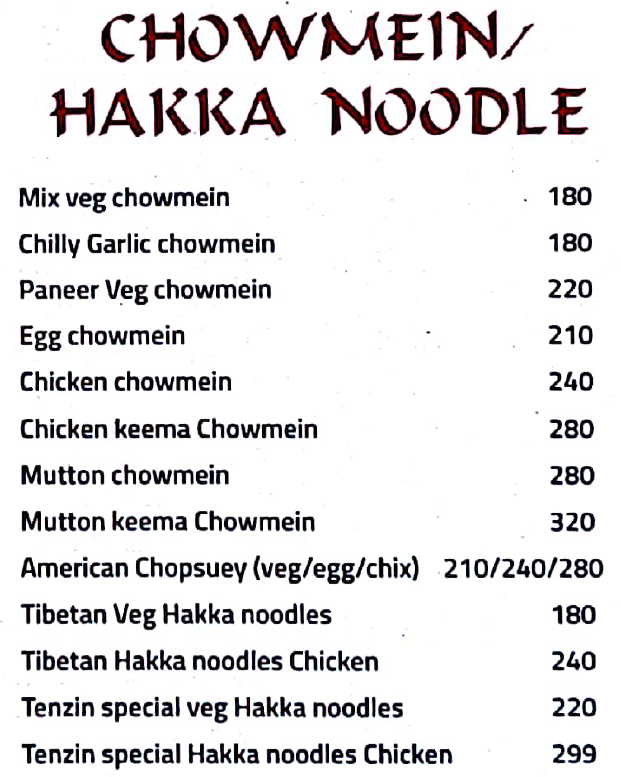 CHOWMEIN/
HAKKA NOODLE
Mix veg chowmein 180
Chilly Garlic chowmein 180
Paneer Veg chowmein 220
Egg chowmein 210
Chicken chowmein 240
Chicken keema Chowmein 280
Mutton chowmein 280
Mutton keema Chowmein 320
American Chopsuey (veg/egg/chix) 210/240/280
Tibetan Veg Hakka noodles 180
Tibetan Hakka noodles Chicken 240
Tenzin special veg Hakka noodles 220
Tenzin special Hakka noodles Chicken 299